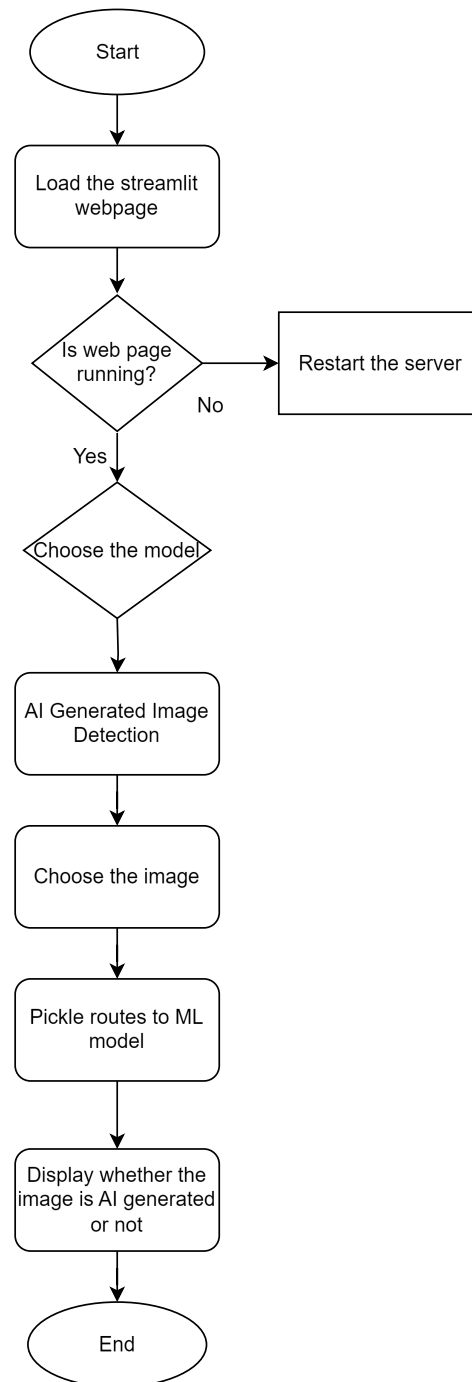 Start
Load the streamlit
webpage
Is web page
running?
Restart the server
No
Yes
Choose the model
AI Generated Image
Detection
Choose the image
Pickle routes to ML
model
Display whether the
image is AI generated
or not
End